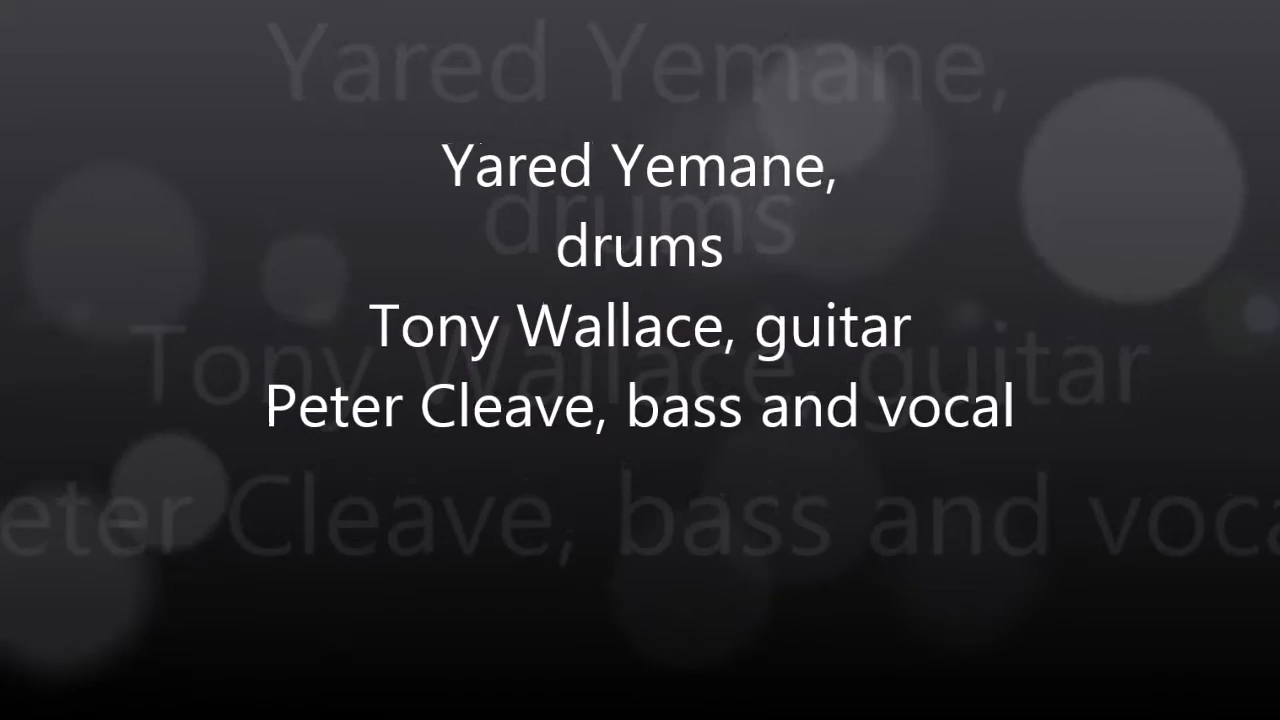 Yared Yemane,
drums
Tony Wallace, guitar
Peter Cleave, bass and vocal